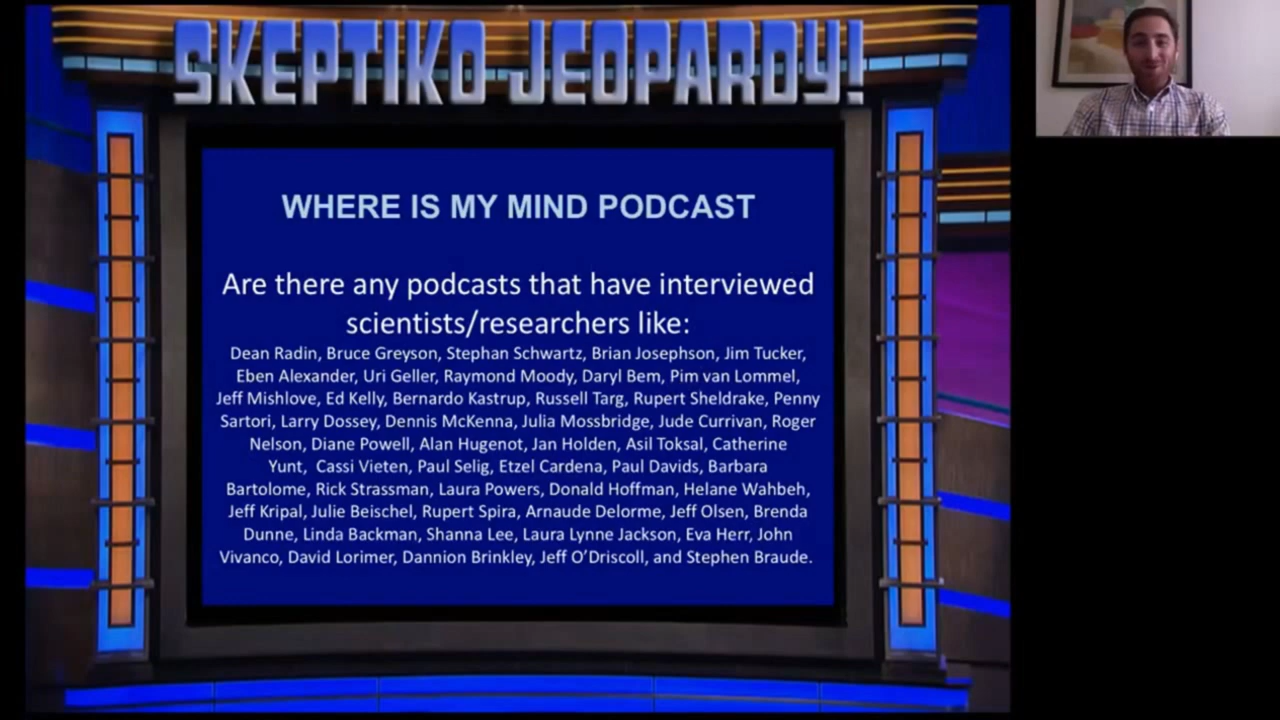 SKEPTIKO JEOPARDY!
WHERE IS MY MIND PODCAST
Are there any podcasts that have interviewed
scientists/researchers like:
Dean Radin, Bruce Greyson, Stephan Schwartz, Brian Josephson, Jim Tucker,
Eben Alexander, Uri Geller, Raymond Moody, Daryl Bem, Pim van Lommel,
Jeff Mishlove, Ed Kelly, Bernardo Kastrup, Russell Targ, Rupert Sheldrake, Penny
Sartori, Larry Dossey, Dennis McKenna, Julia Mossbridge, Jude Currivan, Roger
Nelson, Diane Powell, Alan Hugenot, Jan Holden, Asil Toksal, Catherine
Yunt, Cassi Vieten, Paul Selig, Etzel Cardena, Paul Davids, Barbara
Bartolome, Rick Strassman, Laura Powers, Donald Hoffman, Helane Wahbeh,
Jeff Kripal, Julie Beischel, Rupert Spira, Arnaude Delorme, Jeff Olsen, Brenda
Dunne, Linda Backman, Shanna Lee, Laura Lynne Jackson, Eva Herr, John
Vivanco, David Lorimer, Dannion Brinkley, Jeff O’Driscoll, and Stephen Braude.